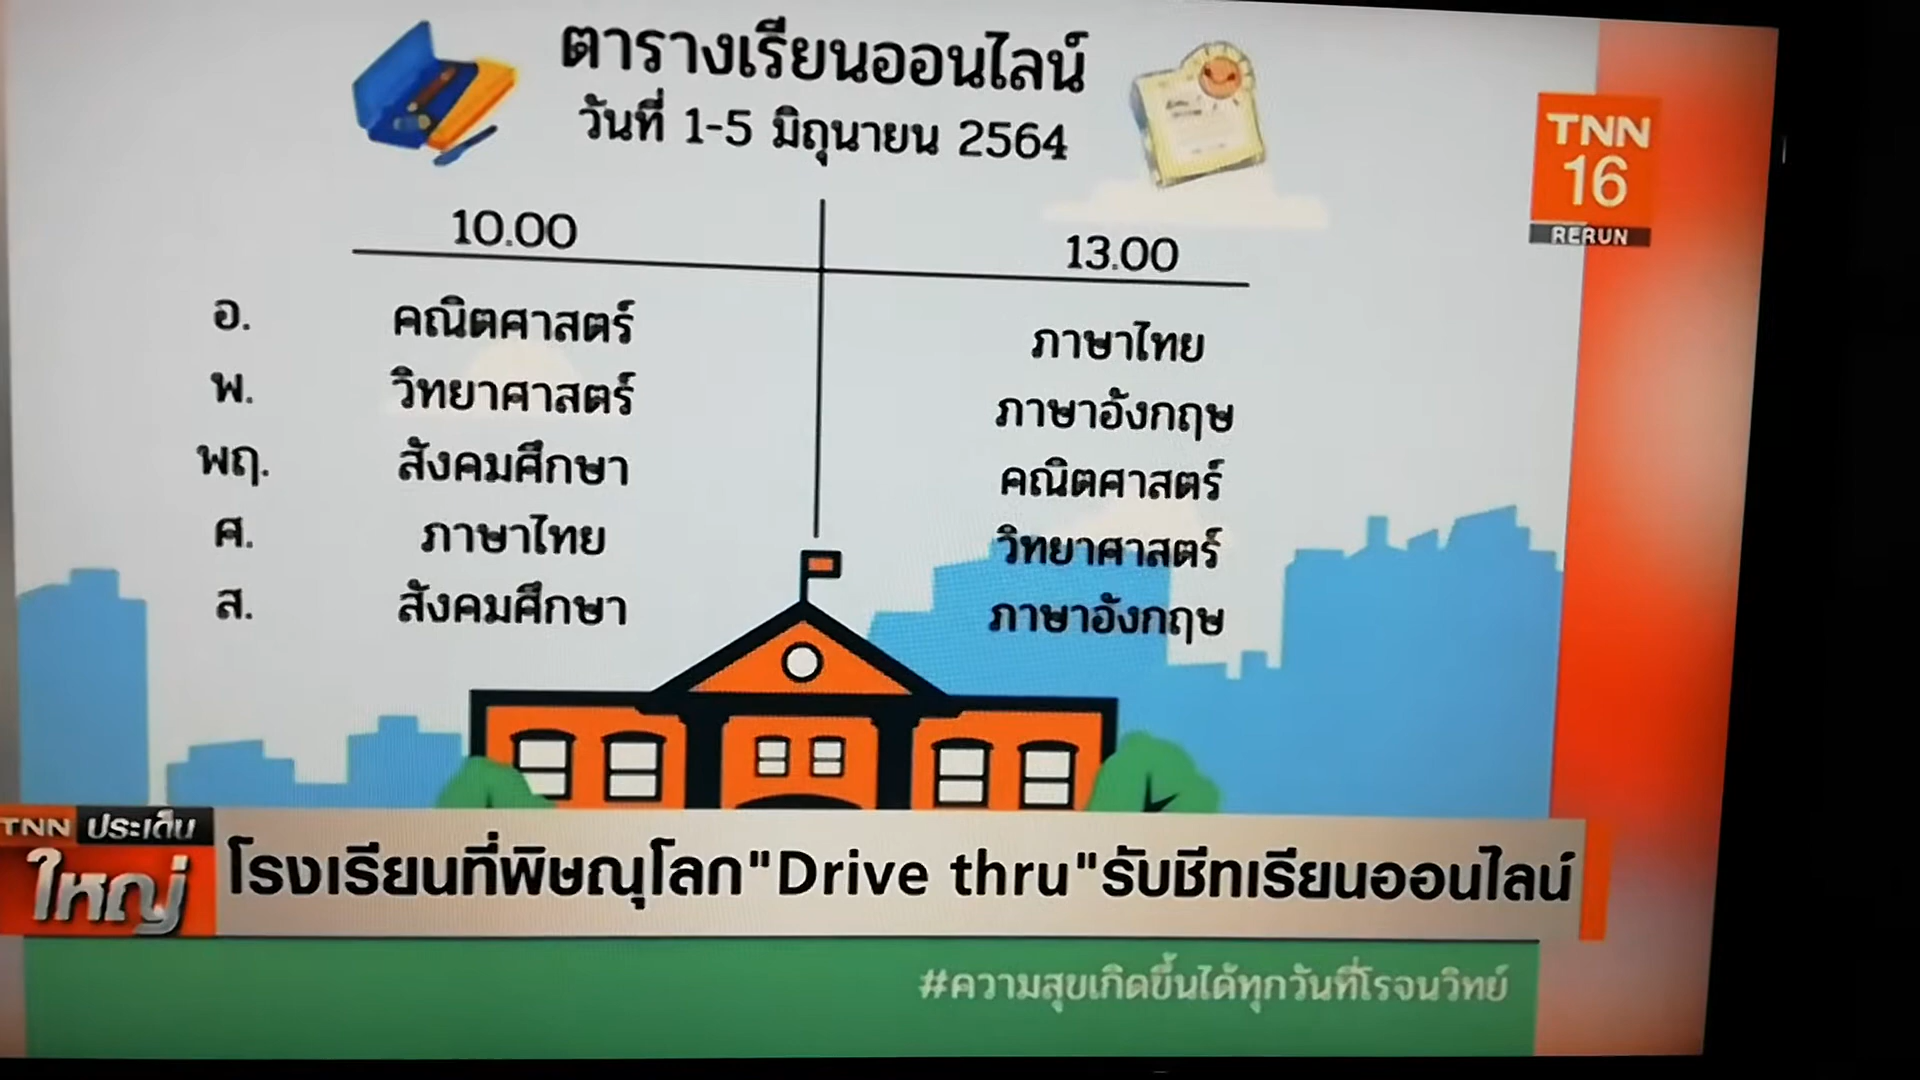 ตารางเรียนออนไลน์
วันที่ 1-5 มิถุนายน 2564
TNN
16
RERUN
10.00 13.00
อ. คณิตศาสตร์ ภาษาไทย
พ. วิทยาศาสตร์ ภาษาอังกฤษ
พฤ. สังคมศึกษา คณิตศาสตร์
ศ. ภาษาไทย วิทยาศาสตร์
ส. สังคมศึกษา ภาษาอังกฤษ
TNN ประเด็น
ใหญ่
โรงเรียนที่พิษณุโลก"Drive thru"รับชีทเรียนออนไลน์
#ความสุขเกิดขึ้นได้ทุกวันที่โรจนวิทย์